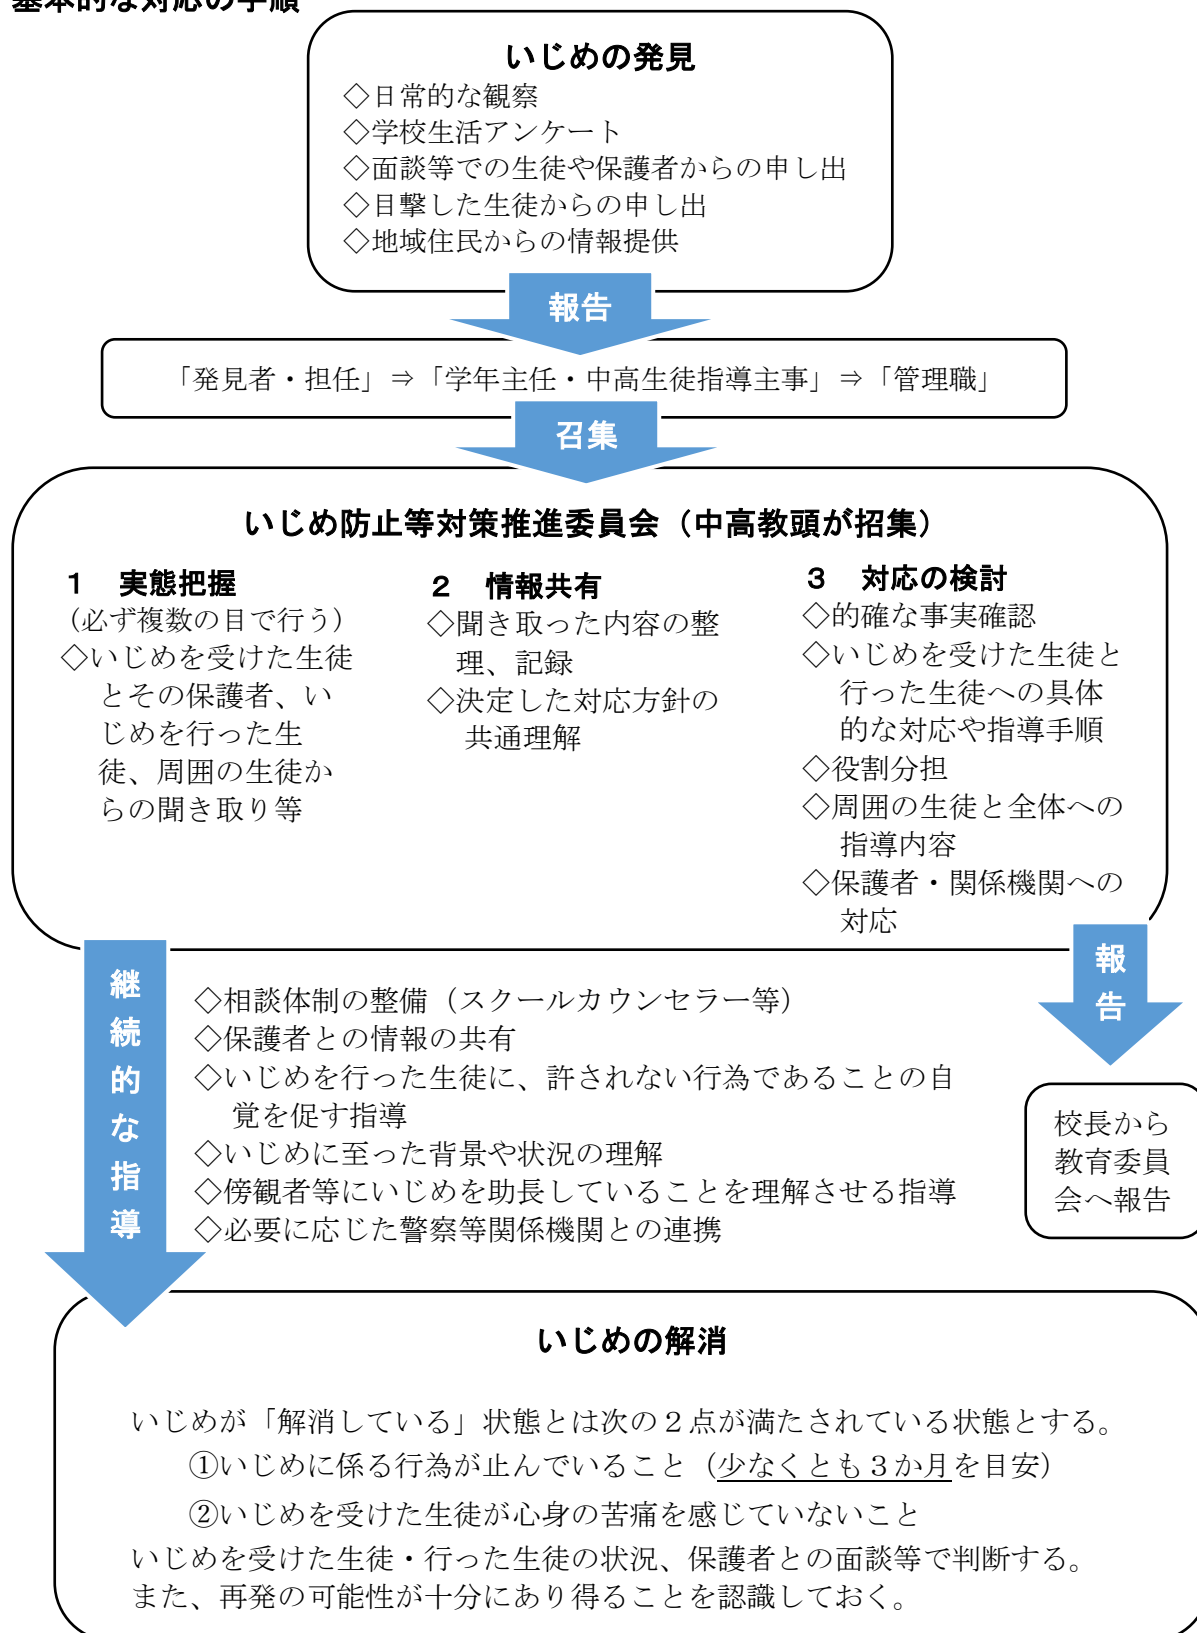 基本的な対応の手順
いじめの発見
◇日常的な観察
◇学校生活アンケート
◇面談等での生徒や保護者からの申し出
◇目撃した生徒からの申し出
◇地域住民からの情報提供
報告
「発見者・担任」⇒「学年主任・中高生徒指導主事」⇒「管理職」
召集
いじめ防止等対策推進委員会（中高教頭が招集）
１　実態把握
（必ず複数の目で行う）
◇いじめを受けた生徒
とその保護者、い
じめを行った生
徒、周囲の生徒か
らの聞き取り等
２　情報共有
◇聞き取った内容の整
理、記録
◇決定した対応方針の
共通理解
３　対応の検討
◇的確な事実確認
◇いじめを受けた生徒と
行った生徒への具体
的な対応や指導手順
◇役割分担
◇周囲の生徒と全体への
指導内容
◇保護者・関係機関への
対応
継続的な指導
◇相談体制の整備（スクールカウンセラー等）
◇保護者との情報の共有
◇いじめを行った生徒に、許されない行為であることの自
覚を促す指導
◇いじめに至った背景や状況の理解
◇傍観者等にいじめを助長していることを理解させる指導
◇必要に応じた警察等関係機関との連携
報告
校長から
教育委員
会へ報告
いじめの解消
いじめが「解消している」状態とは次の２点が満たされている状態とする。
①いじめに係る行為が止んでいること（少なくとも３か月を目安）
②いじめを受けた生徒が心身の苦痛を感じていないこと
いじめを受けた生徒・行った生徒の状況、保護者との面談等で判断する。
また、再発の可能性が十分にあり得ることを認識しておく。